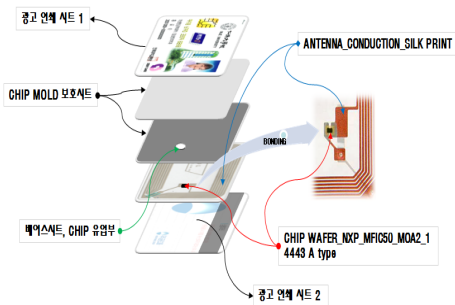 광고 인쇄 시트 1
ANTENNA_CONDUCTION_SILK PRINT
CHIP MOLD 보호시트
BONDING
베이스시트, CHIP 유입부
CHIP WAFER_NXP_MFIC50_MOA2_1
4443 A type
광고 인쇄 시트 2